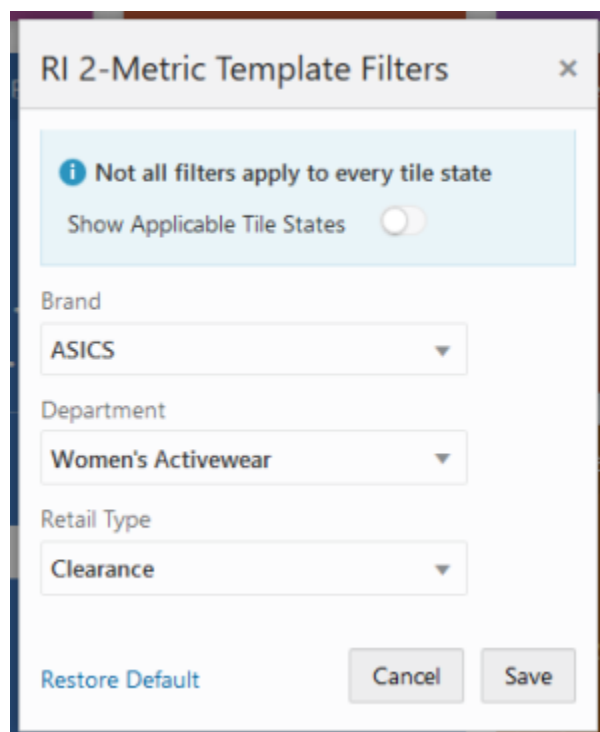 RI 2-Metric Template Filters
Not all filters apply to every tile state
Show Applicable Tile States
Brand
ASICS
Department
Women's Activewear
Retail Type
Clearance
Restore Default
Cancel
Save